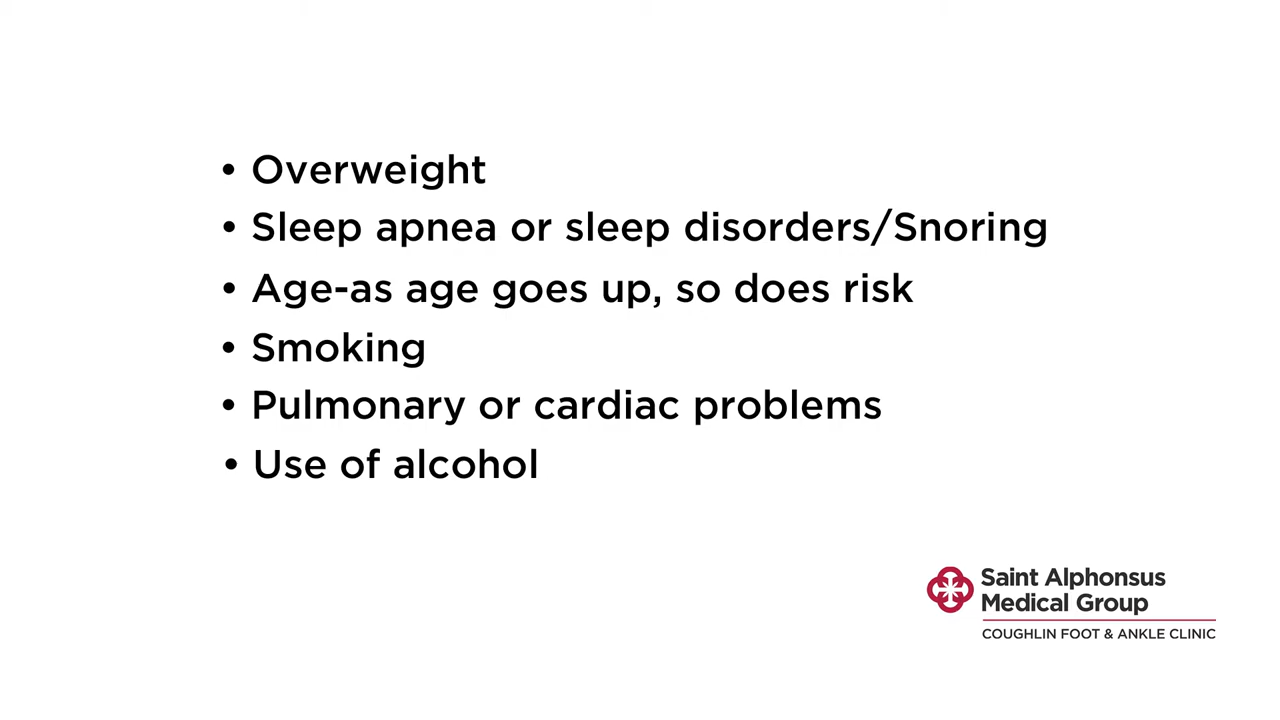 • Overweight
• Sleep apnea or sleep disorders/Snoring
• Age-as age goes up, so does risk
• Smoking
• Pulmonary or cardiac problems
• Use of alcohol
Saint Alphonsus
Medical Group
COUGHLIN FOOT & ANKLE CLINIC